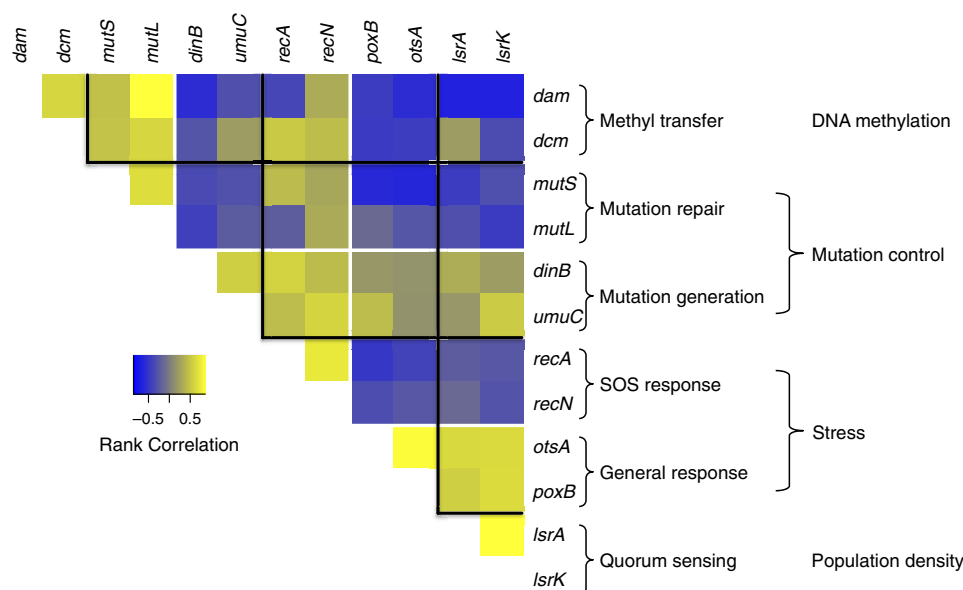 dam
dcm
mutS
mutL
dinB
umuC
recA
recN
poxB
otsA
lsrA
lsrK
dam
Methyl transfer
DNA methylation
dcm
mutS
Mutation repair
mutL
Mutation control
dinB
Mutation generation
umuC
recA
SOS response
recN
Stress
otsA
General response
poxB
lsrA
Quorum sensing
Population density
lsrK
–0.5 0.5
Rank Correlation